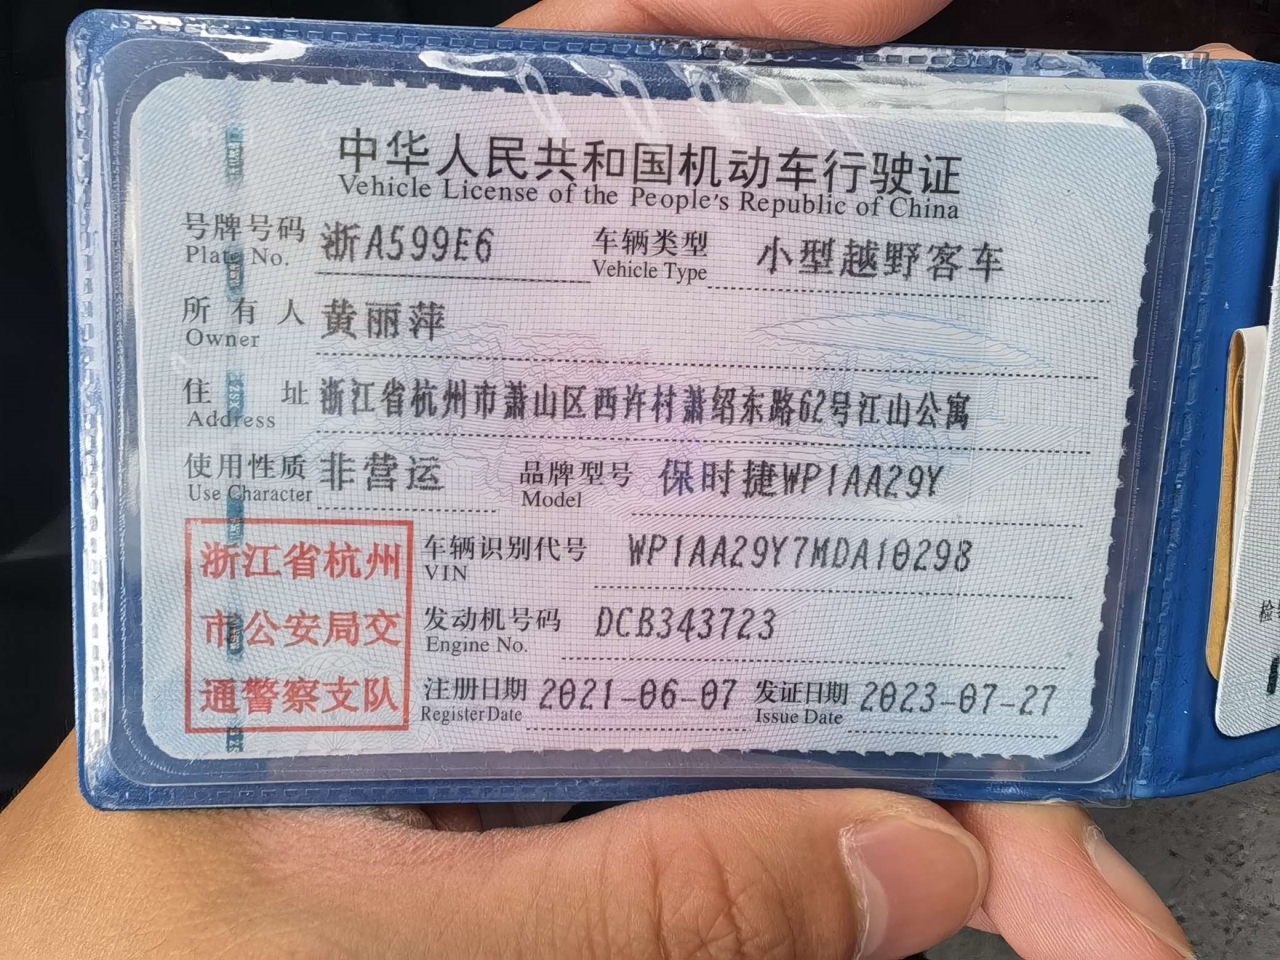 中华人民共和国机动车行驶证
Vehicle License of the People's Republic of China
号牌号码 浙A599E6 车辆类型 小型越野客车
Plate No. Vehicle Type
所有人 黄丽萍
Owner
住址 浙江省杭州市萧山区西许村萧绍东路62号江山公寓
Address
使用性质 非营运 品牌型号 保时捷WP1AA29Y
Use Character Model
浙江省杭州
市公安局交
通警察支队
车辆识别代号 WP1AA29Y7MDA10298
VIN
发动机号码 DCB343723
Engine No.
注册日期 2021-06-07 发证日期 2023-07-27
Register Date Issue Date
检